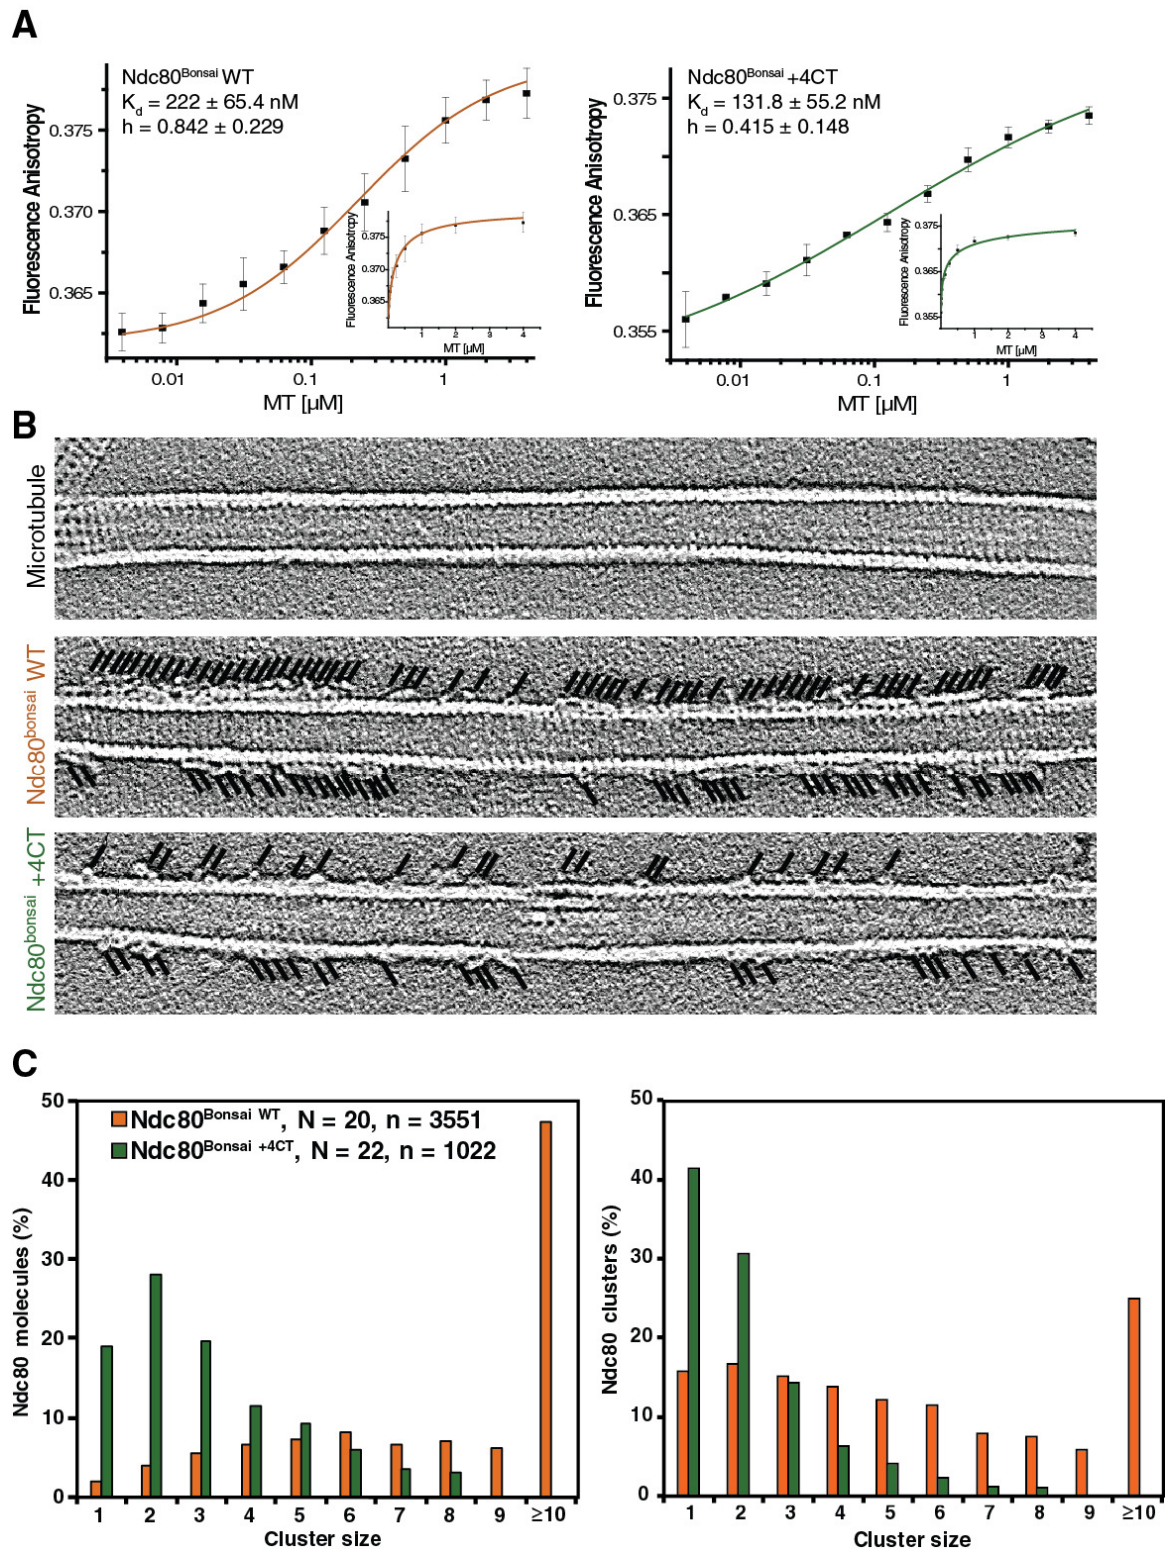 A
Ndc80Bonsai WT
Kd = 222 ± 65.4 nM
h = 0.842 ± 0.229
Fluorescence Anisotropy
0.375
0.370
0.365
0.01
0.1
1
MT [µM]
Fluorescence Anisotropy
0.375
0.370
0.365
1
2
3
4
MT [µM]
Ndc80Bonsai +4CT
Kd = 131.8 ± 55.2 nM
h = 0.415 ± 0.148
Fluorescence Anisotropy
0.375
0.365
0.355
0.01
0.1
1
MT [µM]
Fluorescence Anisotropy
0.375
0.365
0.355
1
2
3
4
MT [µM]
B
Microtubule
Ndc80bonsai WT
Ndc80bonsai +4CT
C
Ndc80Bonsai WT, N = 20, n = 3551
Ndc80Bonsai +4CT, N = 22, n = 1022
Ndc80 molecules (%)
50
40
30
20
10
0
1 2 3 4 5 6 7 8 9 ≥10
Cluster size
Ndc80 clusters (%)
50
40
30
20
10
0
1 2 3 4 5 6 7 8 9 ≥10
Cluster size